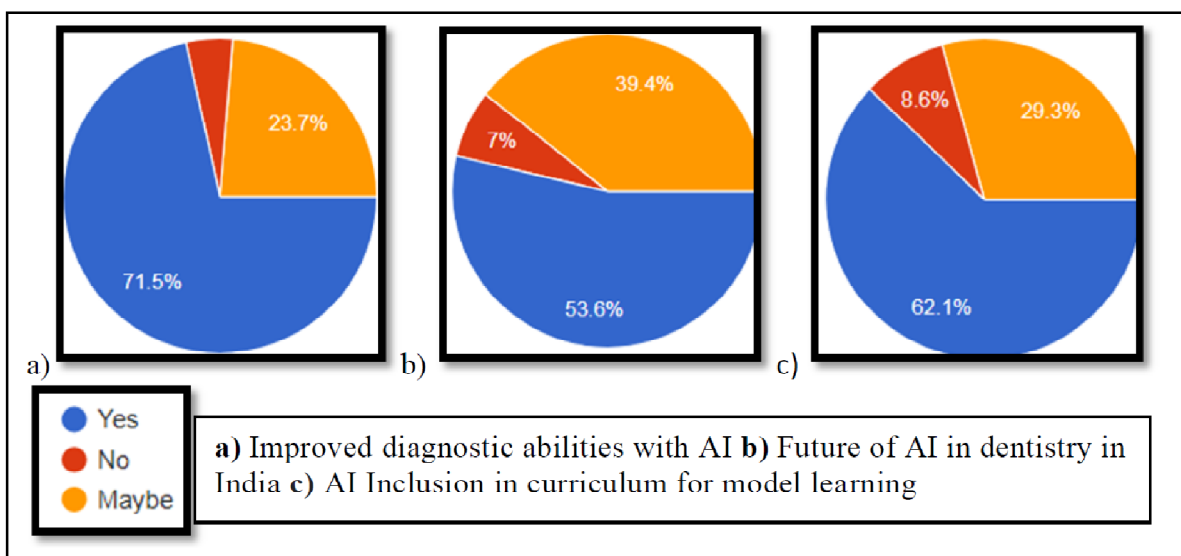 23.7%
71.5%
a)
39.4%
7%
53.6%
b)
8.6%
29.3%
62.1%
c)
Yes
No
Maybe
a) Improved diagnostic abilities with AI b) Future of AI in dentistry in
India c) AI Inclusion in curriculum for model learning